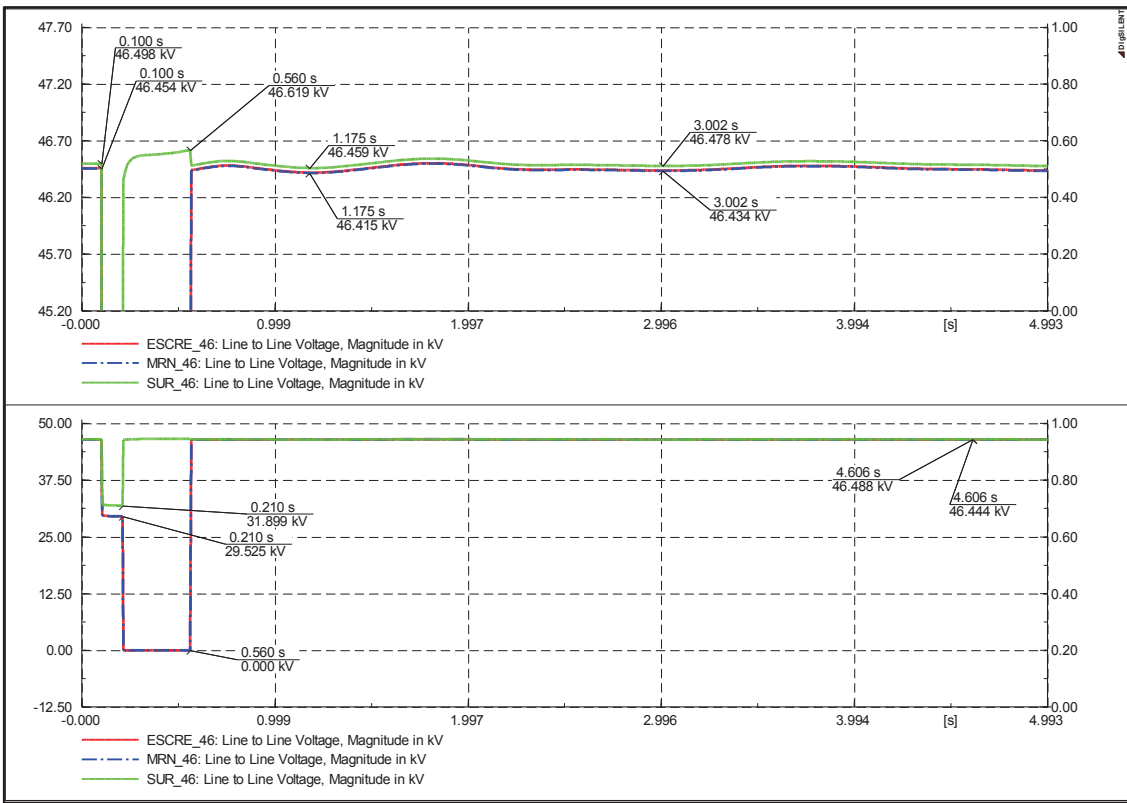 47.70
1.00
DIgSILENT
0.100 s
46.498 kV
0.100 s
46.454 kV
0.560 s
46.619 kV
47.20
0.80
46.70
0.60
1.175 s
46.459 kV
3.002 s
46.478 kV
46.20
0.40
1.175 s
46.415 kV
3.002 s
46.434 kV
45.70
0.20
45.20
0.00
-0.000
0.999
1.997
2.996
3.994
[s]
4.993
ESCRE_46: Line to Line Voltage, Magnitude in kV
MRN_46: Line to Line Voltage, Magnitude in kV
SUR_46: Line to Line Voltage, Magnitude in kV
50.00
1.00
37.50
0.80
4.606 s
46.488 kV
4.606 s
46.444 kV
0.210 s
31.899 kV
25.00
0.60
0.210 s
29.525 kV
12.50
0.40
0.00
0.20
0.560 s
0.000 kV
-12.50
0.00
-0.000
0.999
1.997
2.996
3.994
[s]
4.993
ESCRE_46: Line to Line Voltage, Magnitude in kV
MRN_46: Line to Line Voltage, Magnitude in kV
SUR_46: Line to Line Voltage, Magnitude in kV